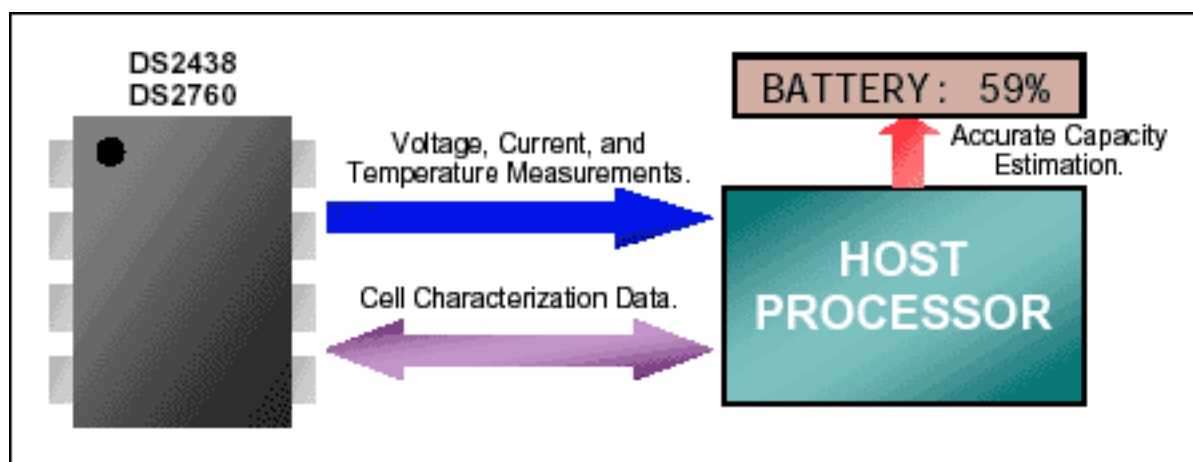 DS2438
DS2760
Voltage, Current, and
Temperature Measurements.
Cell Characterization Data.
BATTERY: 59%
Accurate Capacity
Estimation.
HOST
PROCESSOR